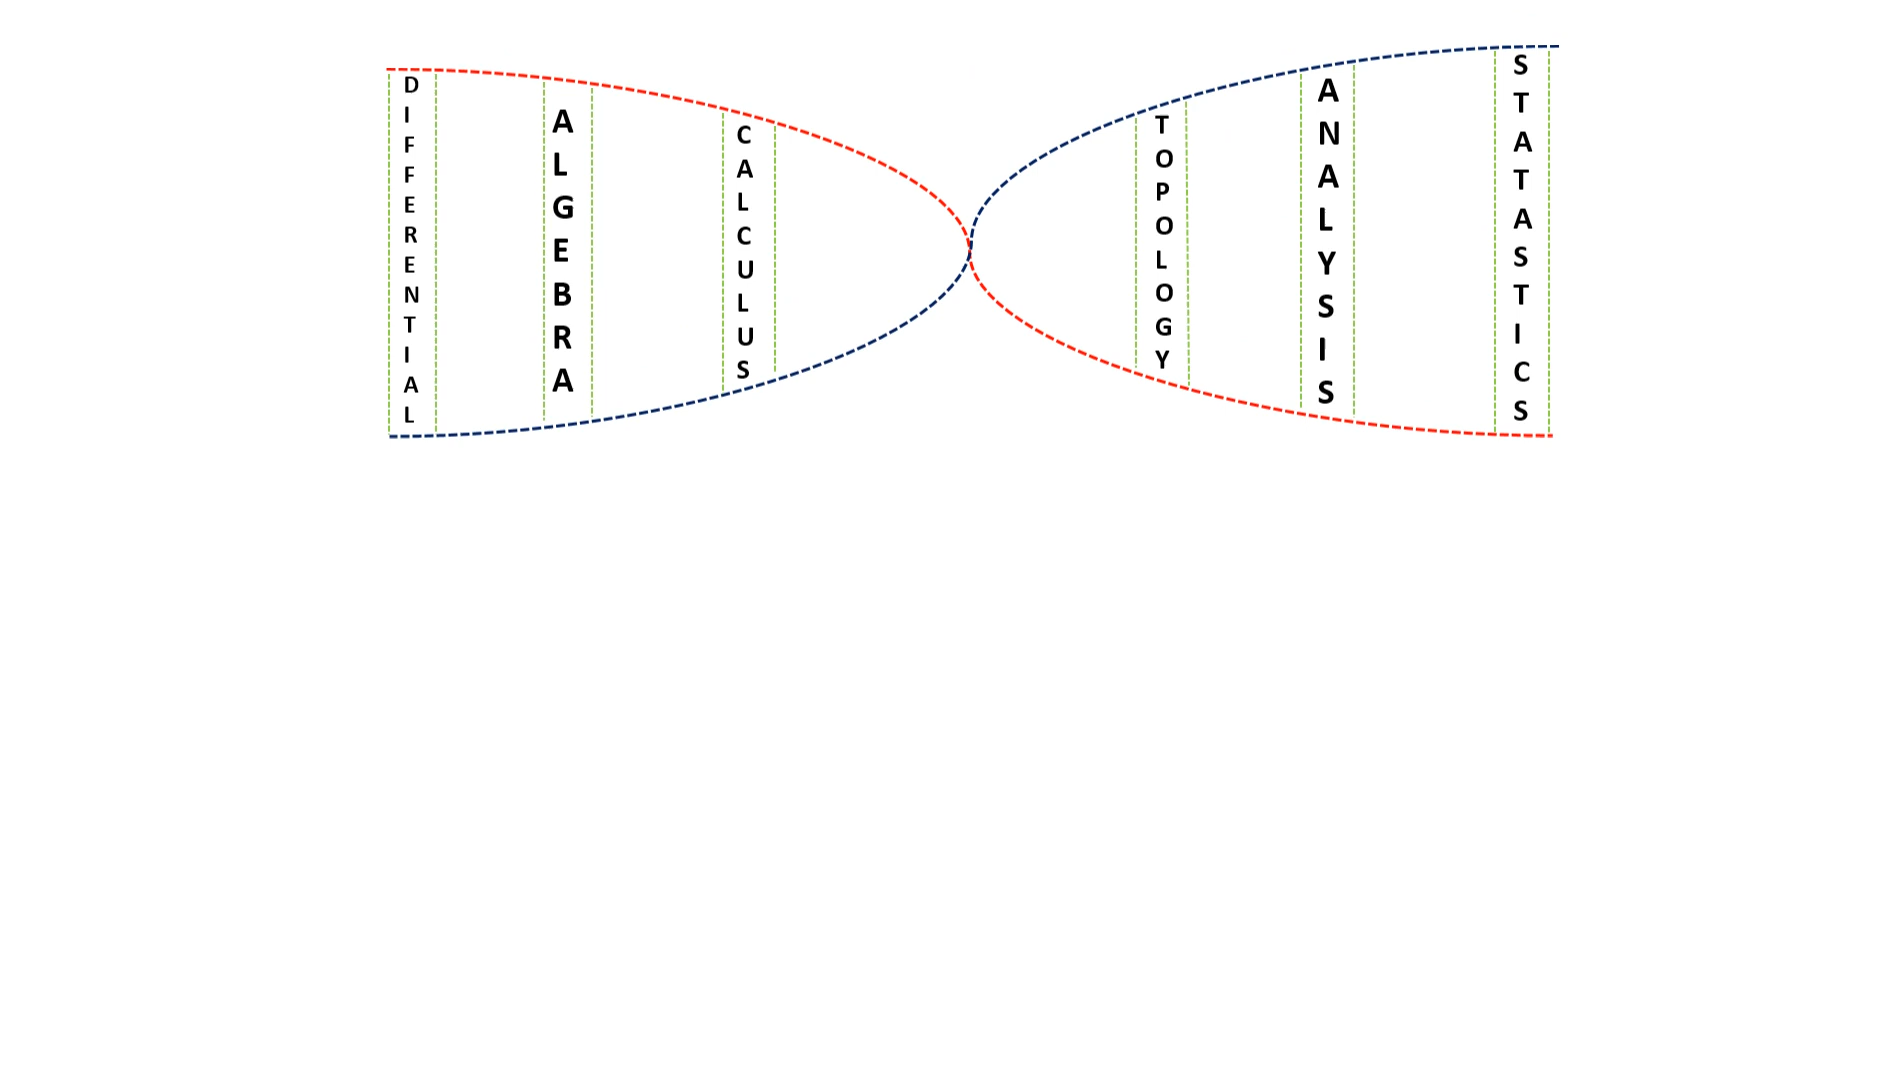 DIFFERENTIAL
ALGEBRA
CALCULUS
TOPOLOGY
ANALYSIS
STATASTICS